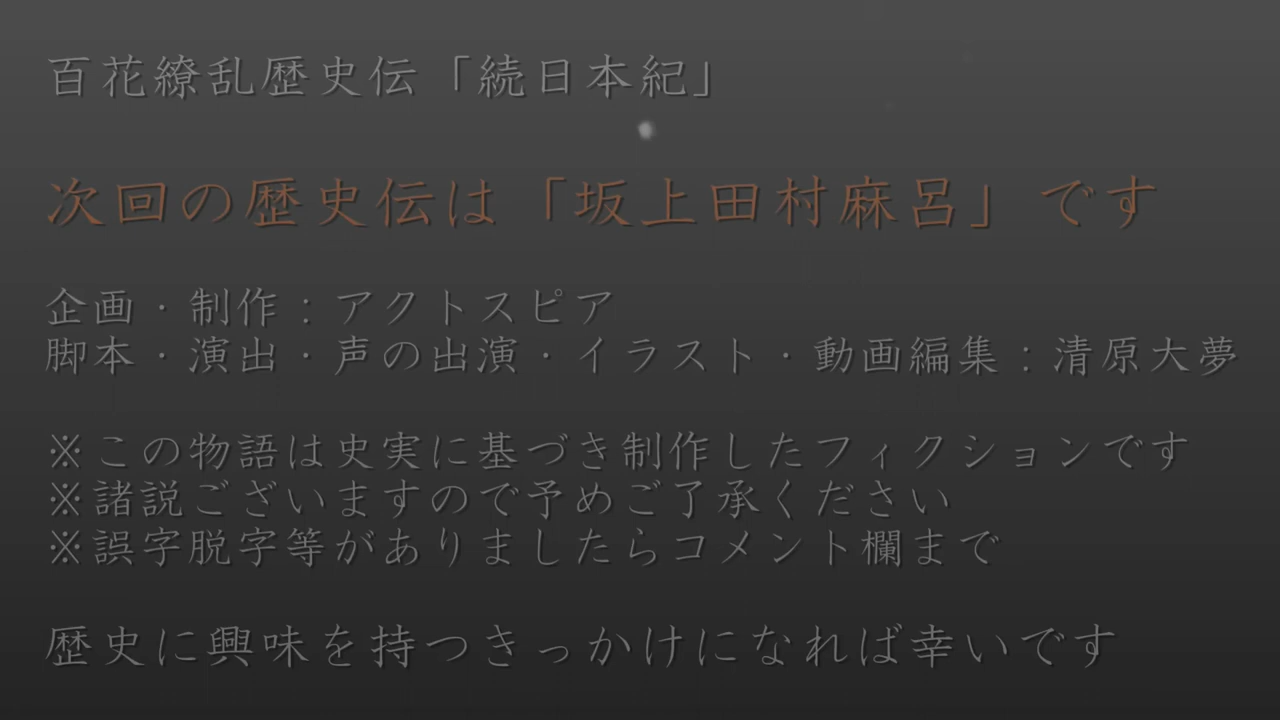 百花繚乱歴史伝「続日本紀」
次回の歴史伝は「坂上田村麻呂」です
企画・制作：アクトスピア
脚本・演出・声の出演・イラスト・動画編集：清原大夢
※この物語は史実に基づき制作したフィクションです
※諸説ございますので予めご了承ください
※誤字脱字等がありましたらコメント欄まで
歴史に興味を持つきっかけになれば幸いです